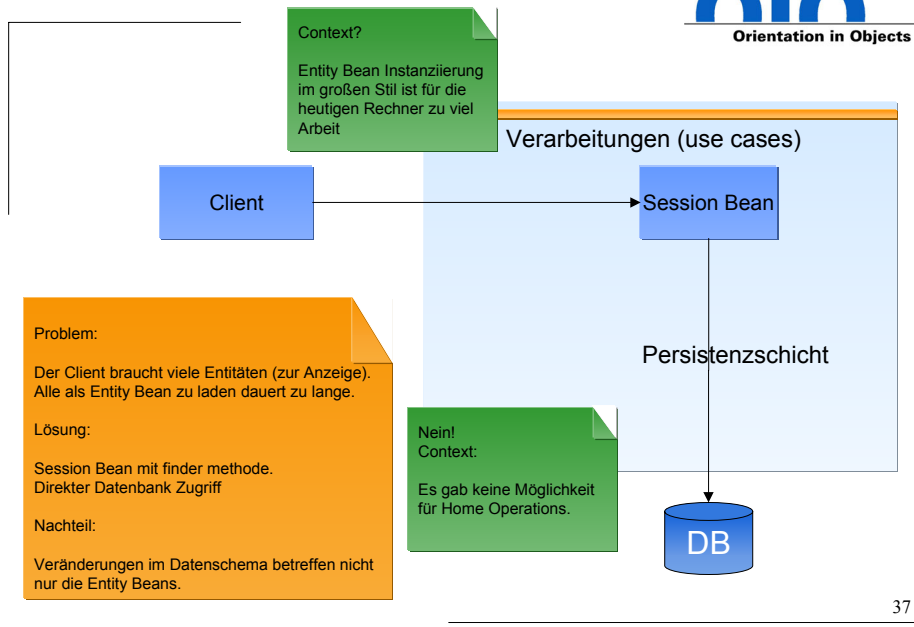 Orientation in Objects
Context?
Entity Bean Instanziierung
im großen Stil ist für die
heutigen Rechner zu viel
Arbeit
Verarbeitungen (use cases)
Client
Session Bean
Problem:
Der Client braucht viele Entitäten (zur Anzeige).
Alle als Entity Bean zu laden dauert zu lange.
Lösung:
Session Bean mit finder methode.
Direkter Datenbank Zugriff
Nachteil:
Veränderungen im Datenschema betreffen nicht
nur die Entity Beans.
Persistenzschicht
Nein!
Context:
Es gab keine Möglichkeit
für Home Operations.
DB
37